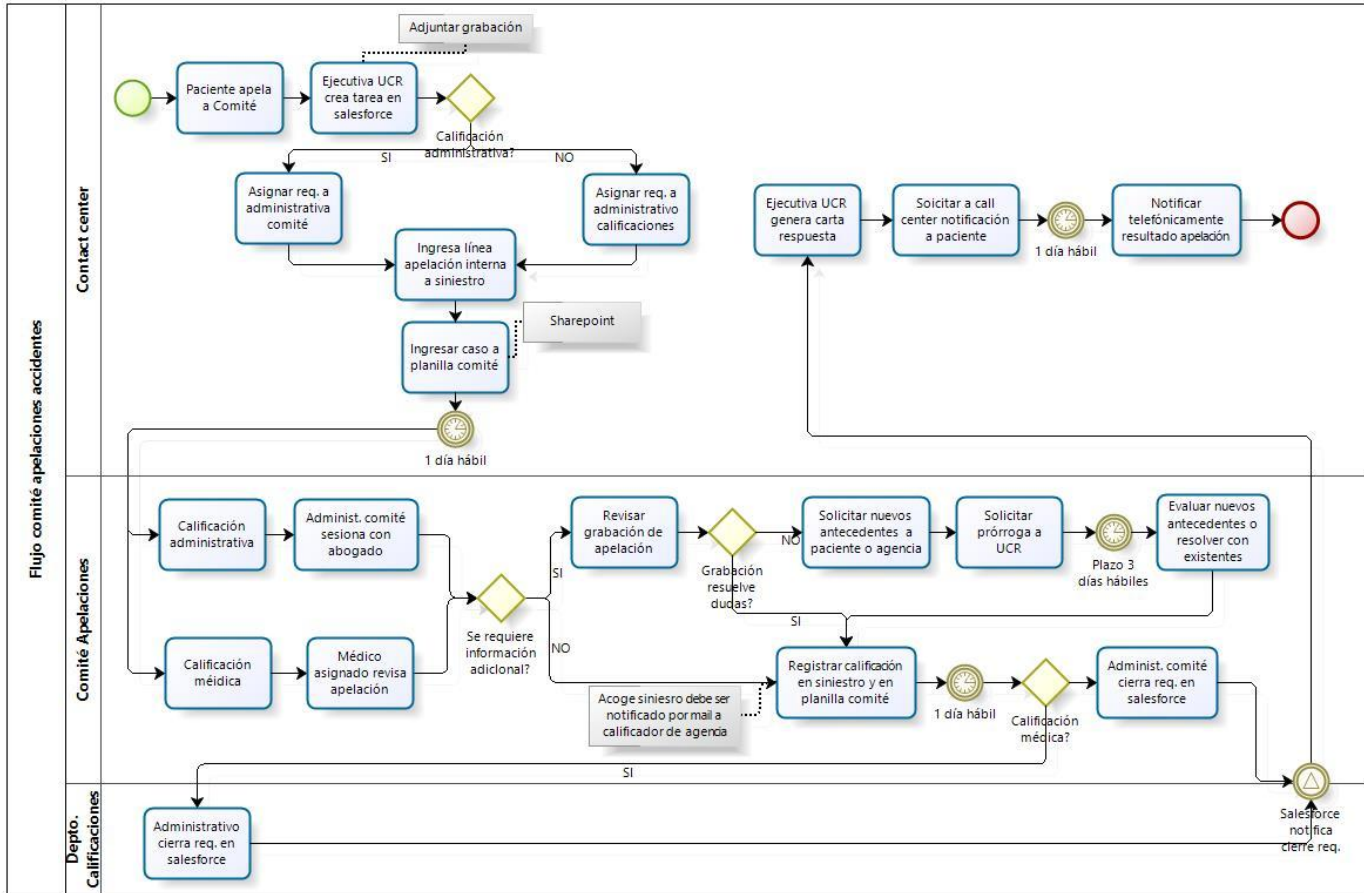 Flujo comité apelaciones accidentes
Contact center
Adjuntar grabación
Paciente apela
a Comité
Ejecutiva UCR
crea tarea en
salesforce
Calificación
administrativa?
SI
NO
Asignar req. a
administrativa
comité
Asignar req. a
administrativo
calificaciones
Ingresa línea
apelación interna
a siniestro
Sharepoint
Ingresar caso a
planilla comité
1 día hábil
Ejecutiva UCR
genera carta
respuesta
Soicitar a call
center notificación
a paciente
1 día hábil
Notificar
telefónicamente
resultado apelación
Comité Apelaciones
Calificación
administrativa
Administ. comité
sesiona con
abogado
Calificación
méidica
Médico
asignado revisa
apelación
Se requiere
información
adiclonal?
SI
NO
Revisar
grabación de
apelación
Grabación
resuelve
dudas?
NO
SI
Solicitar nuevos
antecedentes a
paciente o agencia
Solicitar
prórroga a
UCR
Plazo 3
días hábiles
Evaluar nuevos
antecedentes o
resolver con
existentes
Acoge siniesro debe ser
notificado por mail a
calificador de agencia
Registrar calificación
en siniestro y en
planilla comité
1 día hábil
Calificación
médica?
Administ. comité
cierra req. en
salesforce
SI
Depto.
Calificaciones
Administrativo
cierra req. en
salesforce
Salesforce
notifica
cierre req.